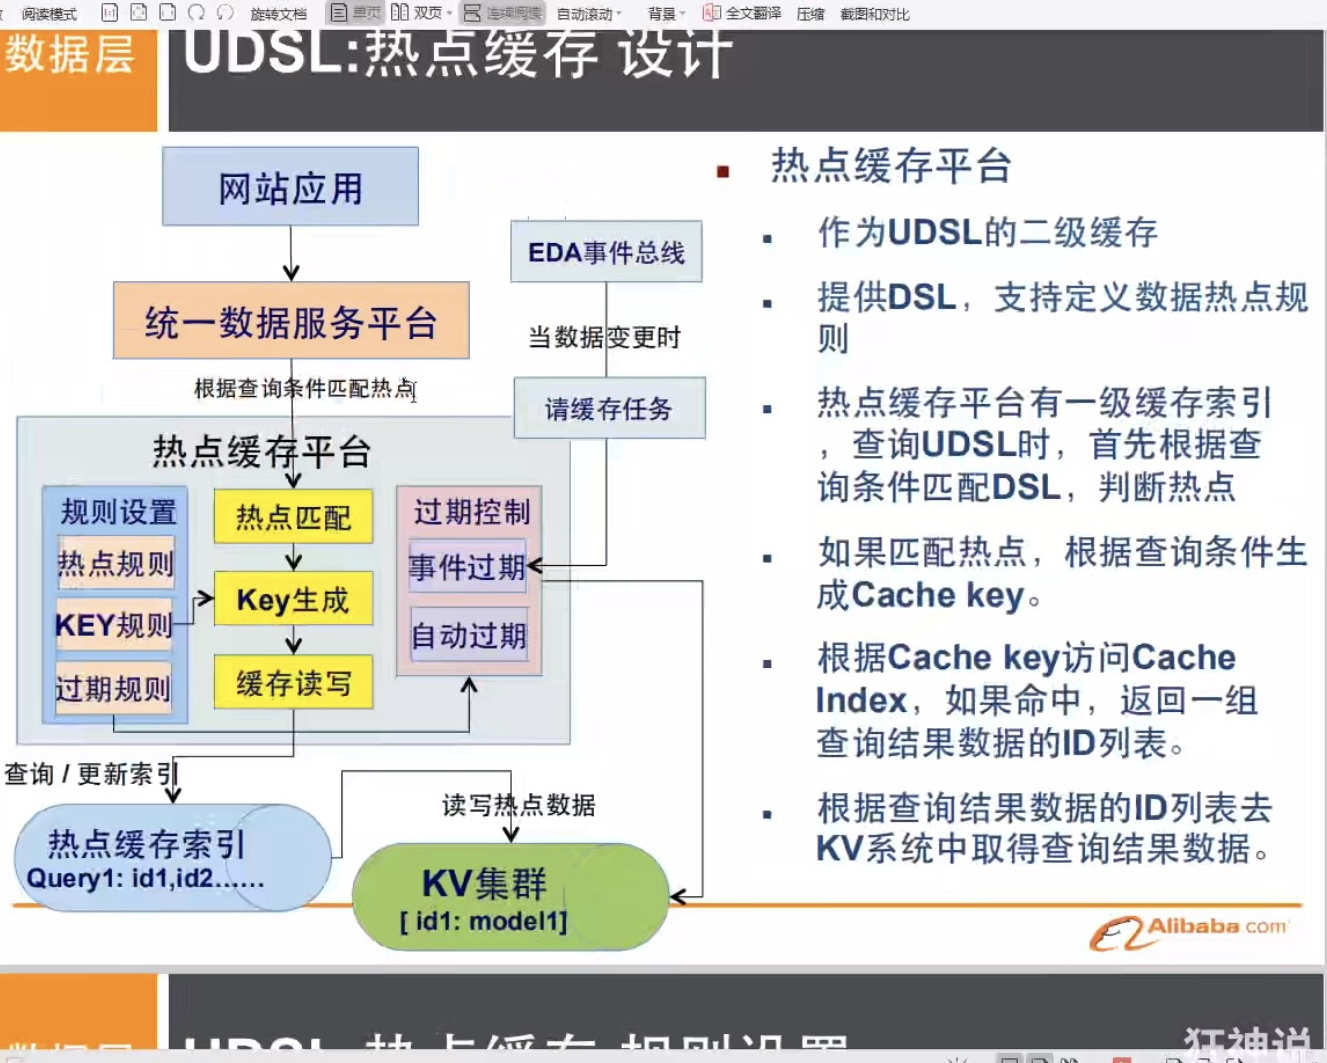 阅读模式 旋转文档 单页 双页 连续阅读 自动滚动 背景 全文翻译 压缩 截图和对比
数据层
UDSL:热点缓存 设计
网站应用
统一数据服务平台
根据查询条件匹配热点
EDA事件总线
当数据变更时
请缓存任务
热点缓存平台
规则设置
热点规则
KEY规则
过期规则
热点匹配
Key生成
缓存读写
过期控制
事件过期
自动过期
查询 / 更新索引
热点缓存索引
Query1: id1,id2......
读写热点数据
KV集群
[ id1: model1]
热点缓存平台
作为UDSL的二级缓存
提供DSL，支持定义数据热点规
则
热点缓存平台有一级缓存索引
，查询UDSL时，首先根据查
询条件匹配DSL，判断热点
如果匹配热点，根据查询条件生
成Cache key。
根据Cache key访问Cache
Index，如果命中，返回一组
查询结果数据的ID列表。
根据查询结果数据的ID列表去
KV系统中取得查询结果数据。
Alibaba.com
数据层
UDSL:热点缓存 规则设置
狂神说